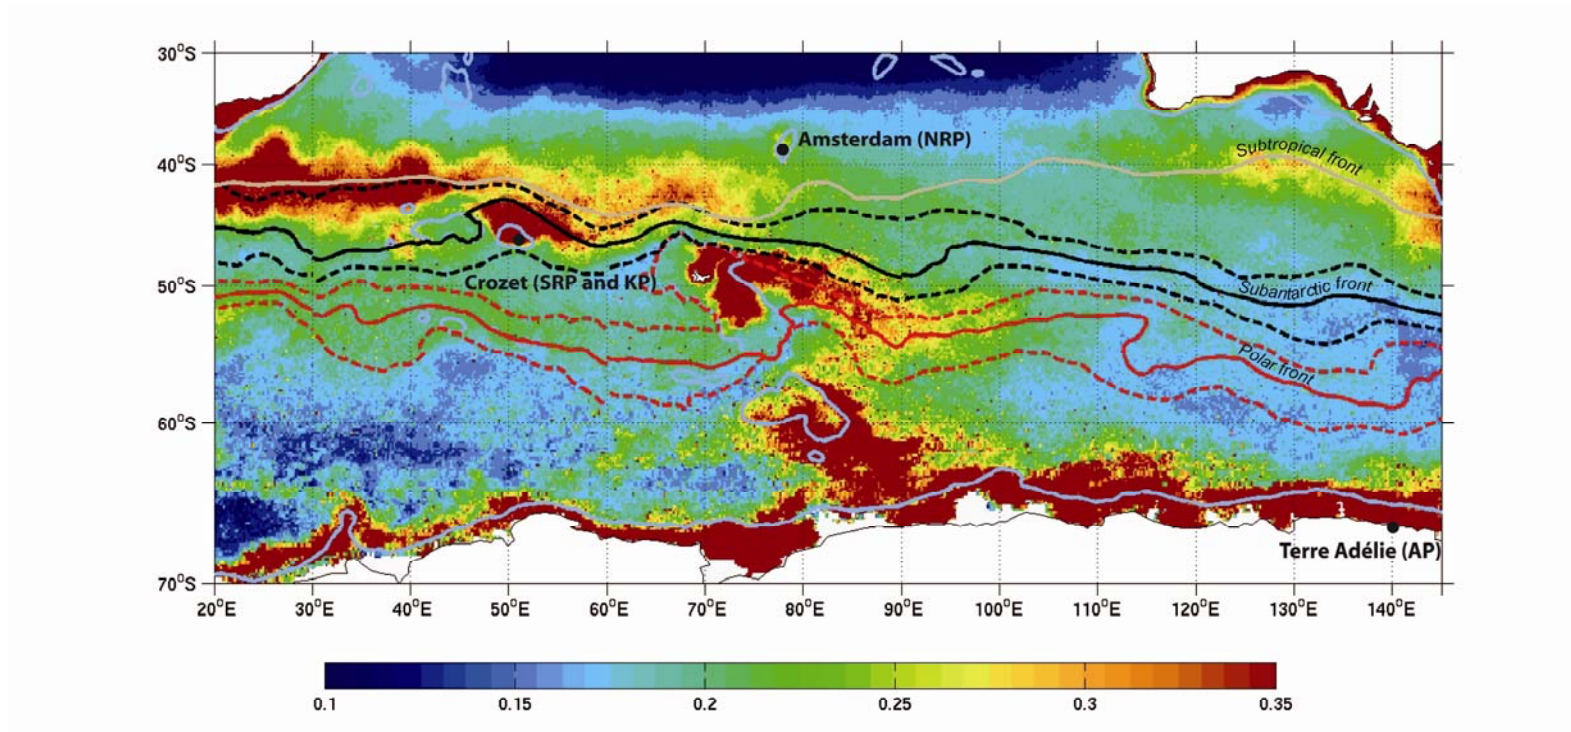 30°S
Amsterdam (NRP)
Subtropical front
40°S
Crozet (SRP and KP)
50°S
Subantarctic front
Polar front
60°S
Terre Adélie (AP)
70°S
20°E 30°E 40°E 50°E 60°E 70°E 80°E 90°E 100°E 110°E 120°E 130°E 140°E
0.1 0.15 0.2 0.25 0.3 0.35